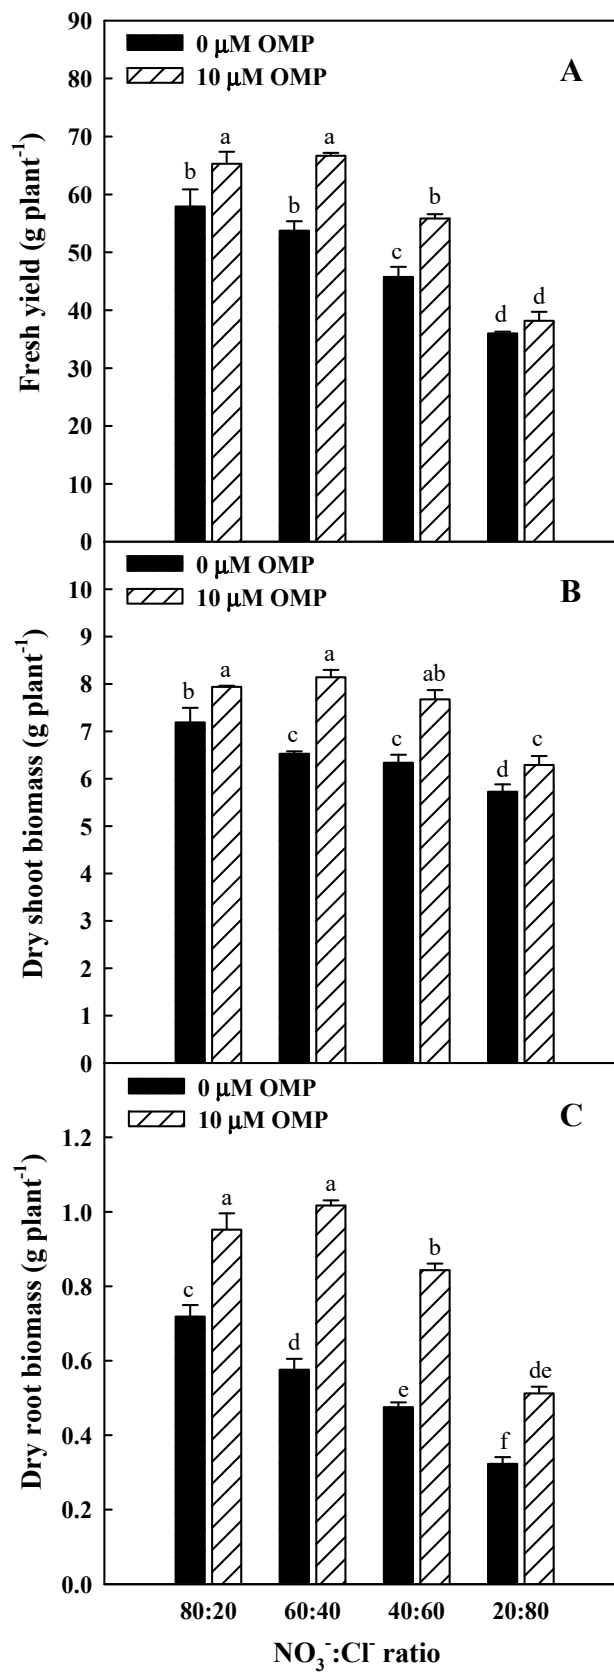 90
0 μM OMP
A
80
10 μM OMP
70
60
50
40
30
20
10
0
Fresh yield (g plant⁻¹)
b a b a c b d d
0 μM OMP
10
10 μM OMP
B
9
8
7
6
5
4
3
2
1
0
Dry shoot biomass (g plant⁻¹)
b a c a c ab d c
0 μM OMP
10 μM OMP
C
1.2
1.0
0.8
0.6
0.4
0.2
0.0
Dry root biomass (g plant⁻¹)
c a d a e b f de
80:20 60:40 40:60 20:80
NO₃⁻:Cl⁻ ratio